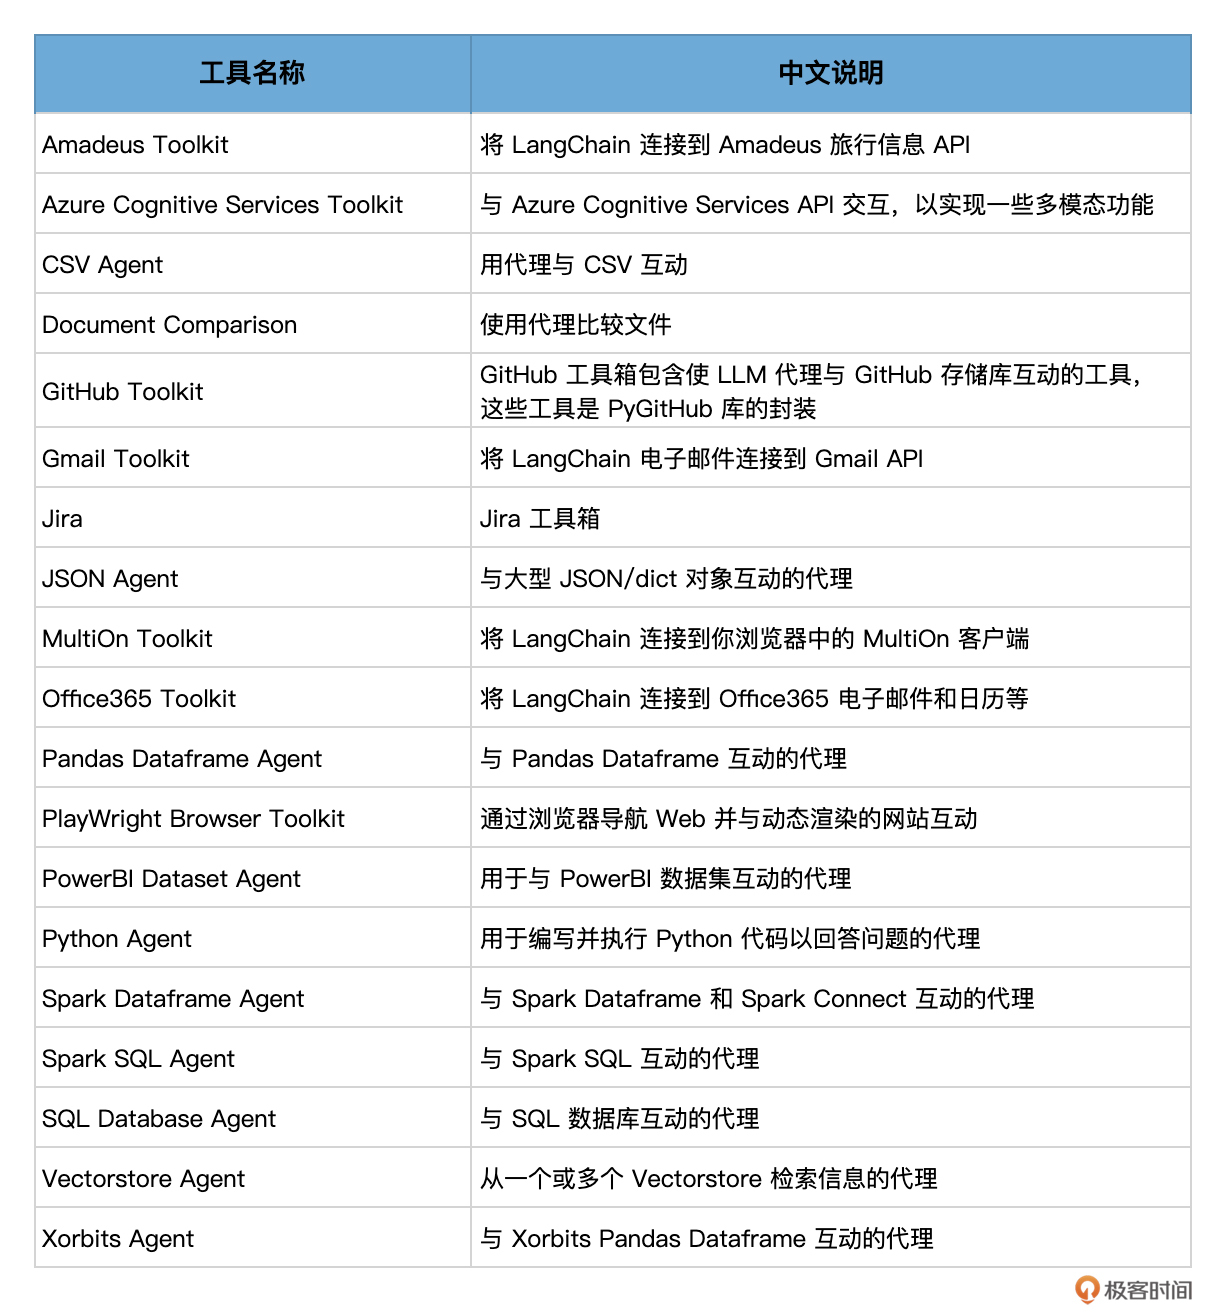 工具名称 中文说明
Amadeus Toolkit 将 LangChain 连接到 Amadeus 旅行信息 API
Azure Cognitive Services Toolkit 与 Azure Cognitive Services API 交互，以实现一些多模态功能
CSV Agent 用代理与 CSV 互动
Document Comparison 使用代理比较文件
GitHub Toolkit GitHub 工具箱包含使 LLM 代理与 GitHub 存储库互动的工具，
这些工具是 PyGitHub 库的封装
Gmail Toolkit 将 LangChain 电子邮件连接到 Gmail API
Jira Jira 工具箱
JSON Agent 与大型 JSON/dict 对象互动的代理
MultiOn Toolkit 将 LangChain 连接到你浏览器中的 MultiOn 客户端
Office365 Toolkit 将 LangChain 连接到 Office365 电子邮件和日历等
Pandas Dataframe Agent 与 Pandas Dataframe 互动的代理
PlayWright Browser Toolkit 通过浏览器导航 Web 并与动态渲染的网站互动
PowerBI Dataset Agent 用于与 PowerBI 数据集互动的代理
Python Agent 用于编写并执行 Python 代码以回答问题的代理
Spark Dataframe Agent 与 Spark Dataframe 和 Spark Connect 互动的代理
Spark SQL Agent 与 Spark SQL 互动的代理
SQL Database Agent 与 SQL 数据库互动的代理
Vectorstore Agent 从一个或多个 Vectorstore 检索信息的代理
Xorbits Agent 与 Xorbits Pandas Dataframe 互动的代理
极客时间